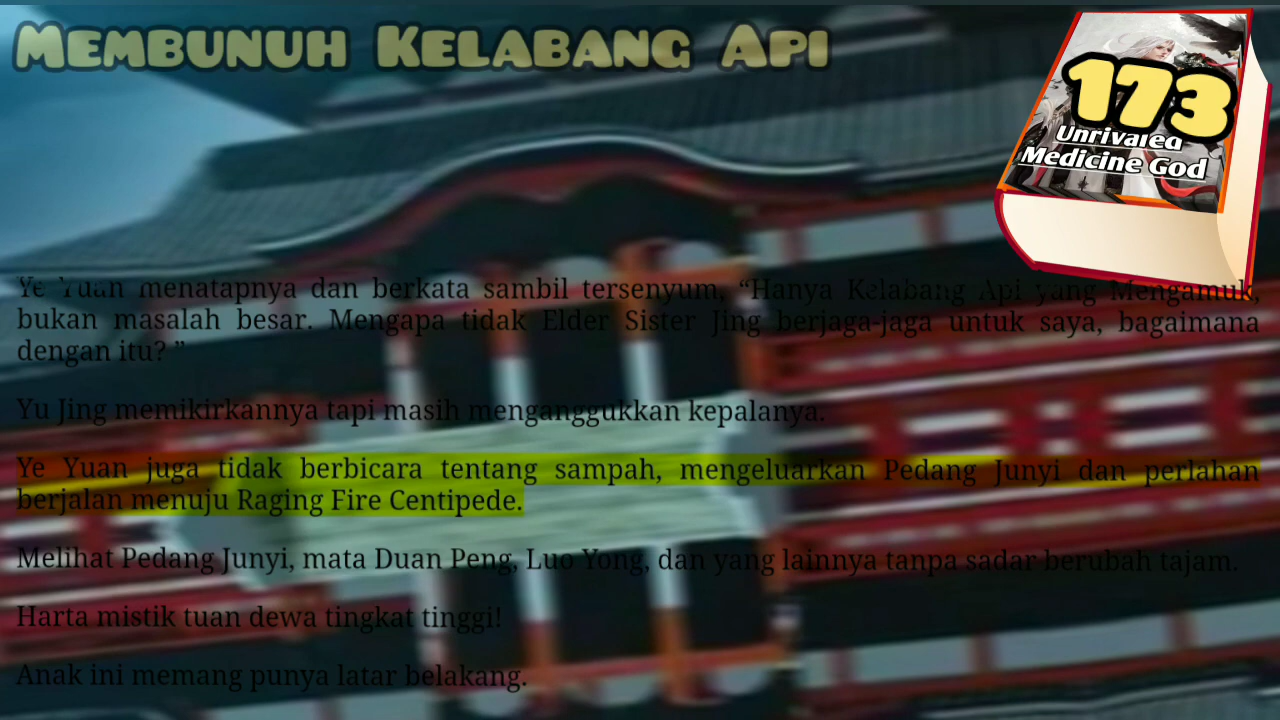 Membunuh Kelabang Api
173
Unrivaled
Medicine God
Ye Yuan menatapnya dan berkata sambil tersenyum, “Hanya Kelabang Api yang Mengamuk,
bukan masalah besar. Mengapa tidak Elder Sister Jing berjaga-jaga untuk saya, bagaimana
dengan itu? ”
Yu Jing memikirkannya tapi masih menganggukkan kepalanya.
Ye Yuan juga tidak berbicara tentang sampah, mengeluarkan Pedang Junyi dan perlahan
berjalan menuju Raging Fire Centipede.
Melihat Pedang Junyi, mata Duan Peng, Luo Yong, dan yang lainnya tanpa sadar berubah tajam.
Harta mistik tuan dewa tingkat tinggi!
Anak ini memang punya latar belakang.